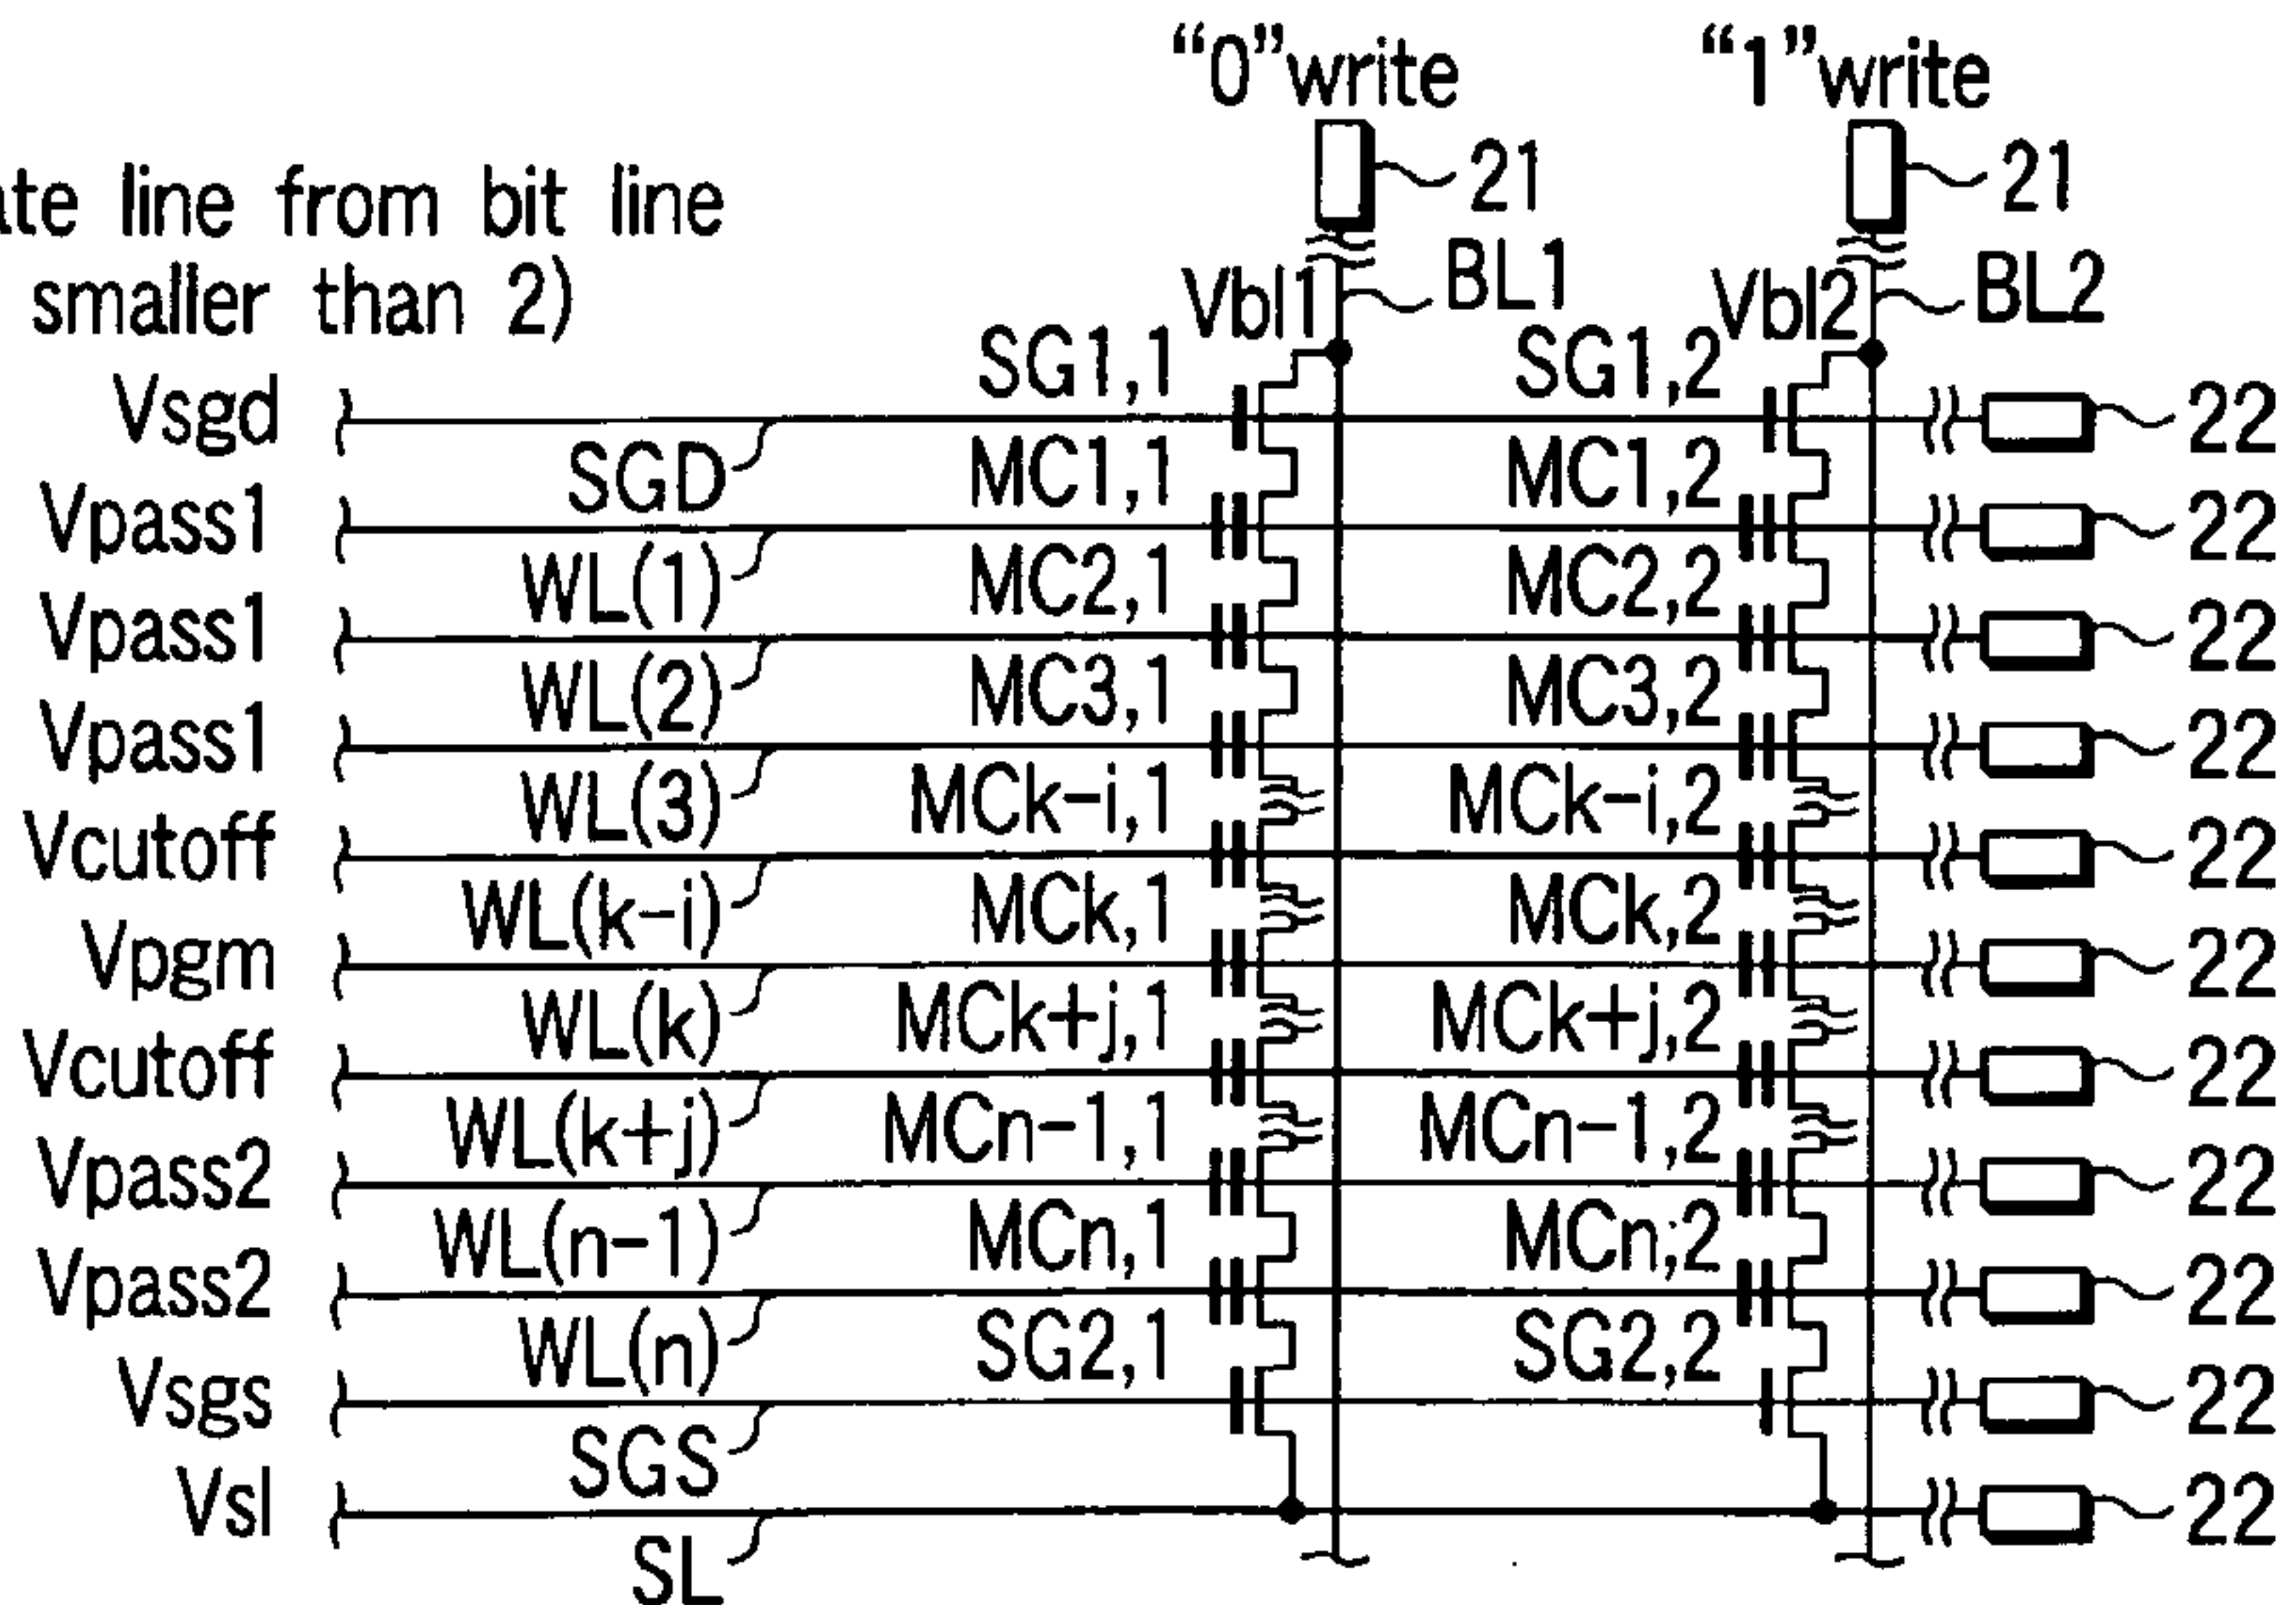 “0”write “1”write
21 21
line from bit line
smaller than 2)
BL1 BL2
Vbl1 Vbl2
SG1,1 SG1,2
Vsgd 22
SGD MC1,1 MC1,2
Vpass1 22
WL(1) MC2,1 MC2,2
Vpass1 22
WL(2) MC3,1 MC3,2
Vpass1 22
WL(3) MCk-i,1 MCk-i,2
Vcutoff 22
WL(k-i) MCk,1 MCk,2
Vpgm 22
WL(k) MCk+j,1 MCk+j,2
Vcutoff 22
WL(k+j) MCn-1,1 MCn-1,2
Vpass2 22
WL(n-1) MCn,1 MCn,2
Vpass2 22
WL(n) SG2,1 SG2,2
Vsgs 22
SGS
Vsl 22
SL